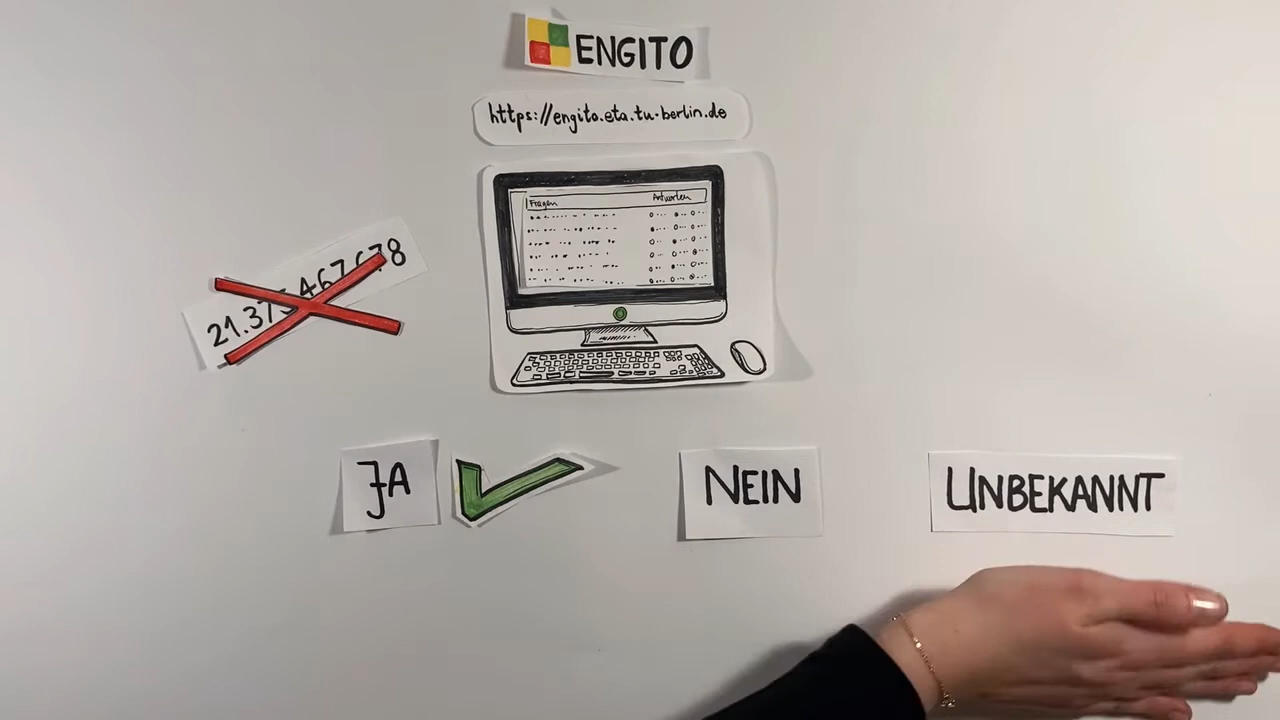 ENGITO
https://engito.eta.tu-berlin.de
Fragen Antworten
JA
NEIN
UNBEKANNT